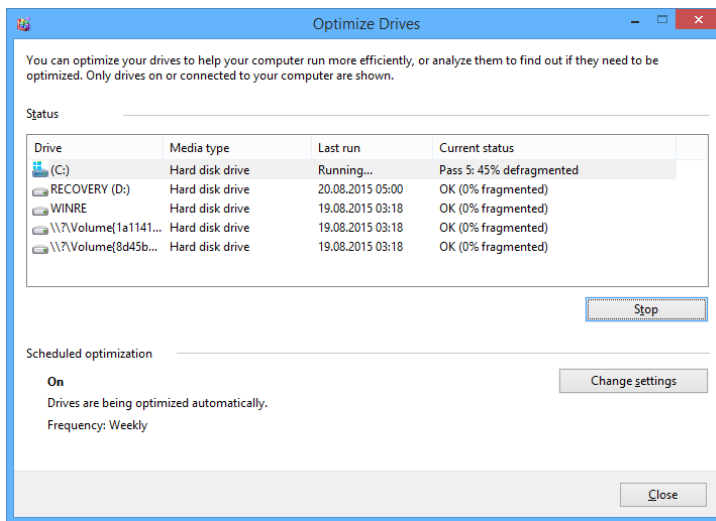 Optimize Drives
You can optimize your drives to help your computer run more efficiently, or analyze them to find out if they need to be
optimized. Only drives on or connected to your computer are shown.
Status
Drive Media type Last run Current status
(C:) Hard disk drive Running... Pass 5: 45% defragmented
RECOVERY (D:) Hard disk drive 20.08.2015 05:00 OK (0% fragmented)
WINRE Hard disk drive 19.08.2015 03:18 OK (0% fragmented)
\\?\Volume{1a1141... Hard disk drive 19.08.2015 03:18 OK (0% fragmented)
\\?\Volume{8d45b... Hard disk drive 19.08.2015 03:18 OK (0% fragmented)
Stop
Scheduled optimization
On
Change settings
Drives are being optimized automatically.
Frequency: Weekly
Close